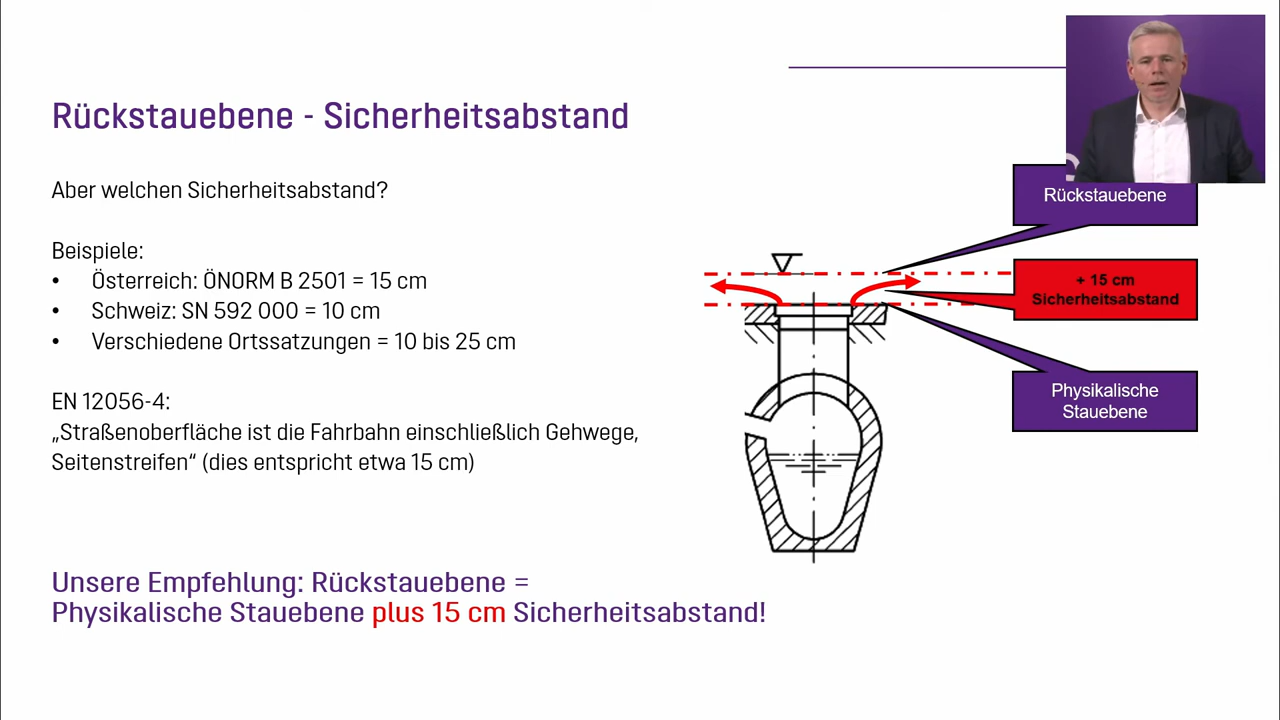 Rückstauebene - Sicherheitsabstand
Aber welchen Sicherheitsabstand?
Beispiele:
• Österreich: ÖNORM B 2501 = 15 cm
• Schweiz: SN 592 000 = 10 cm
• Verschiedene Ortssatzungen = 10 bis 25 cm
EN 12056-4:
„Straßenoberfläche ist die Fahrbahn einschließlich Gehwege,
Seitenstreifen“ (dies entspricht etwa 15 cm)
Unsere Empfehlung: Rückstauebene =
Physikalische Stauebene plus 15 cm Sicherheitsabstand!
Rückstauebene
+ 15 cm
Sicherheitsabstand
Physikalische
Stauebene